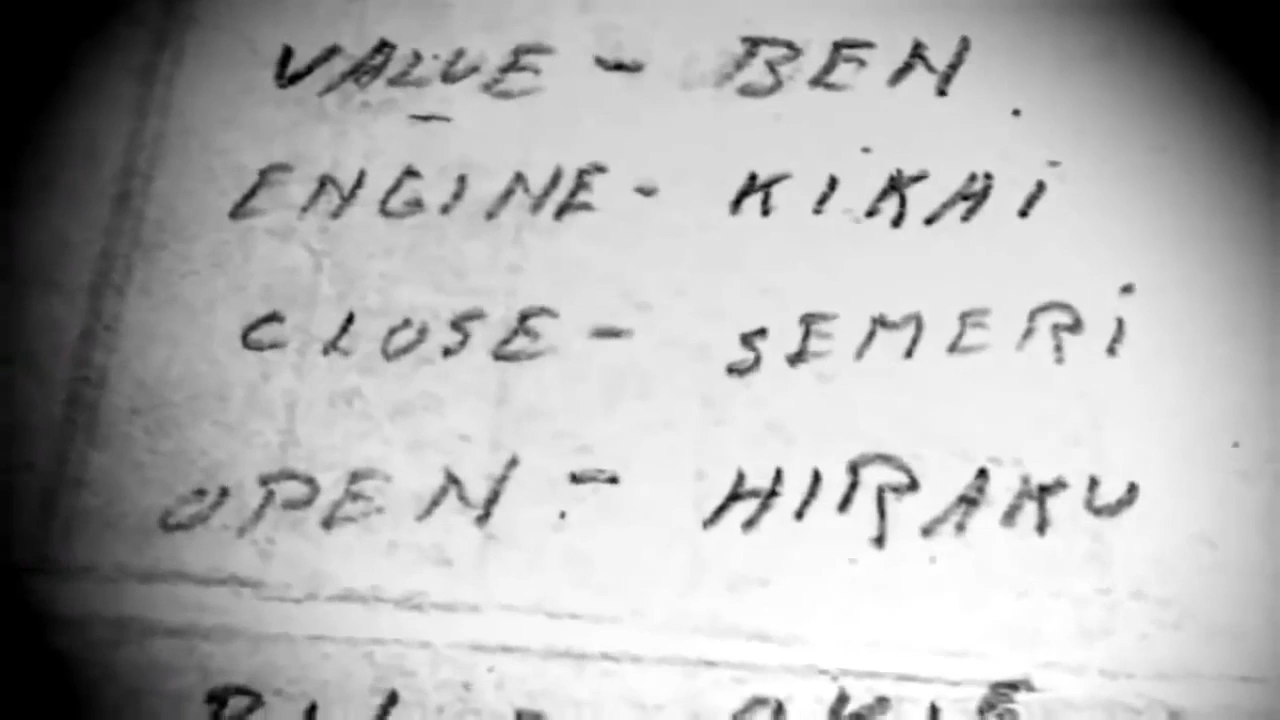 VALVE - BEN
ENGINE - KIKAI
CLOSE - SEMERI
OPEN - HIRAKU